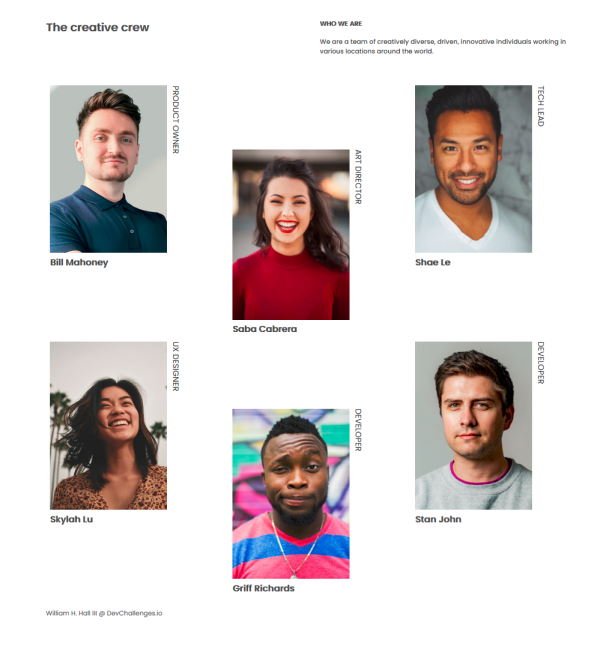 The creative crew
WHO WE ARE
We are a team of creatively diverse, driven, innovative individuals working in
various locations around the world.
PRODUCT OWNER
Bill Mahoney
ART DIRECTOR
Saba Cabrera
TECH LEAD
Shae Le
UX DESIGNER
Skylah Lu
DEVELOPER
Griff Richards
DEVELOPER
Stan John
William H. Hall III @ DevChallenges.io